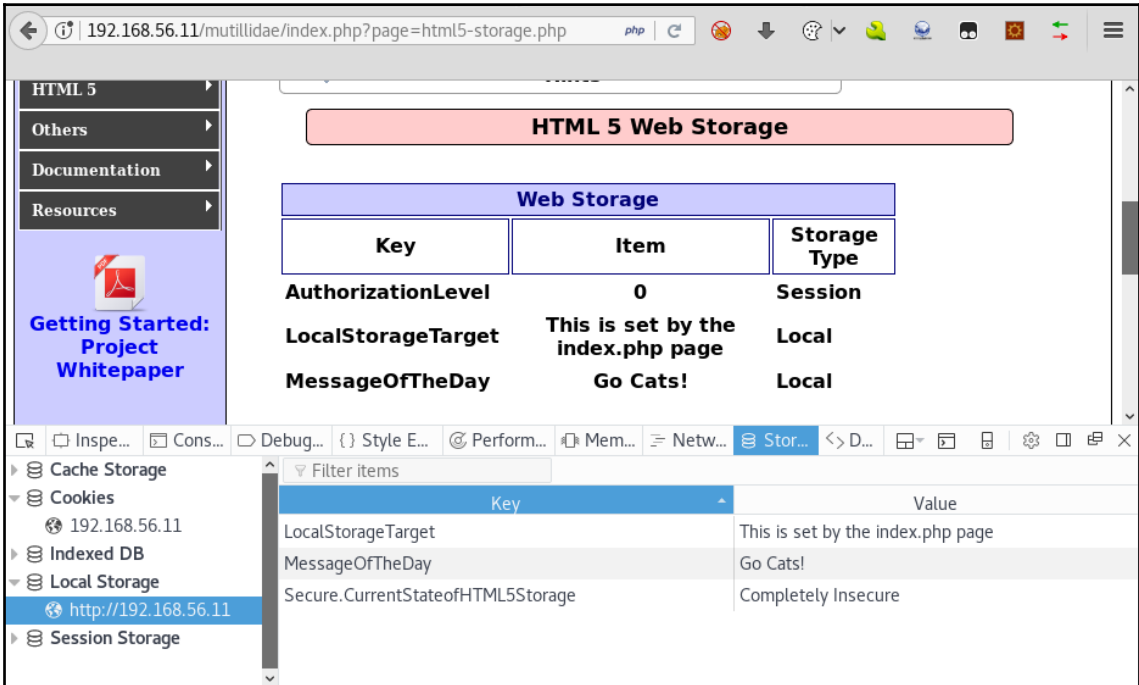 192.168.56.11/mutillidae/index.php?page=html5-storage.php php
HTML 5
Others
Documentation
Resources
Getting Started:
Project
Whitepaper
HTML 5 Web Storage
Web Storage
Key Item Storage Type
AuthorizationLevel 0 Session
LocalStorageTarget This is set by the index.php page Local
MessageOfTheDay Go Cats! Local
Inspe... Cons... Debug... {} Style E... Perform... Mem... Netw... Stor... D...
Cache Storage
Cookies
192.168.56.11
Indexed DB
Local Storage
http://192.168.56.11
Session Storage
Filter items
Key Value
LocalStorageTarget This is set by the index.php page
MessageOfTheDay Go Cats!
Secure.CurrentStateofHTML5Storage Completely Insecure